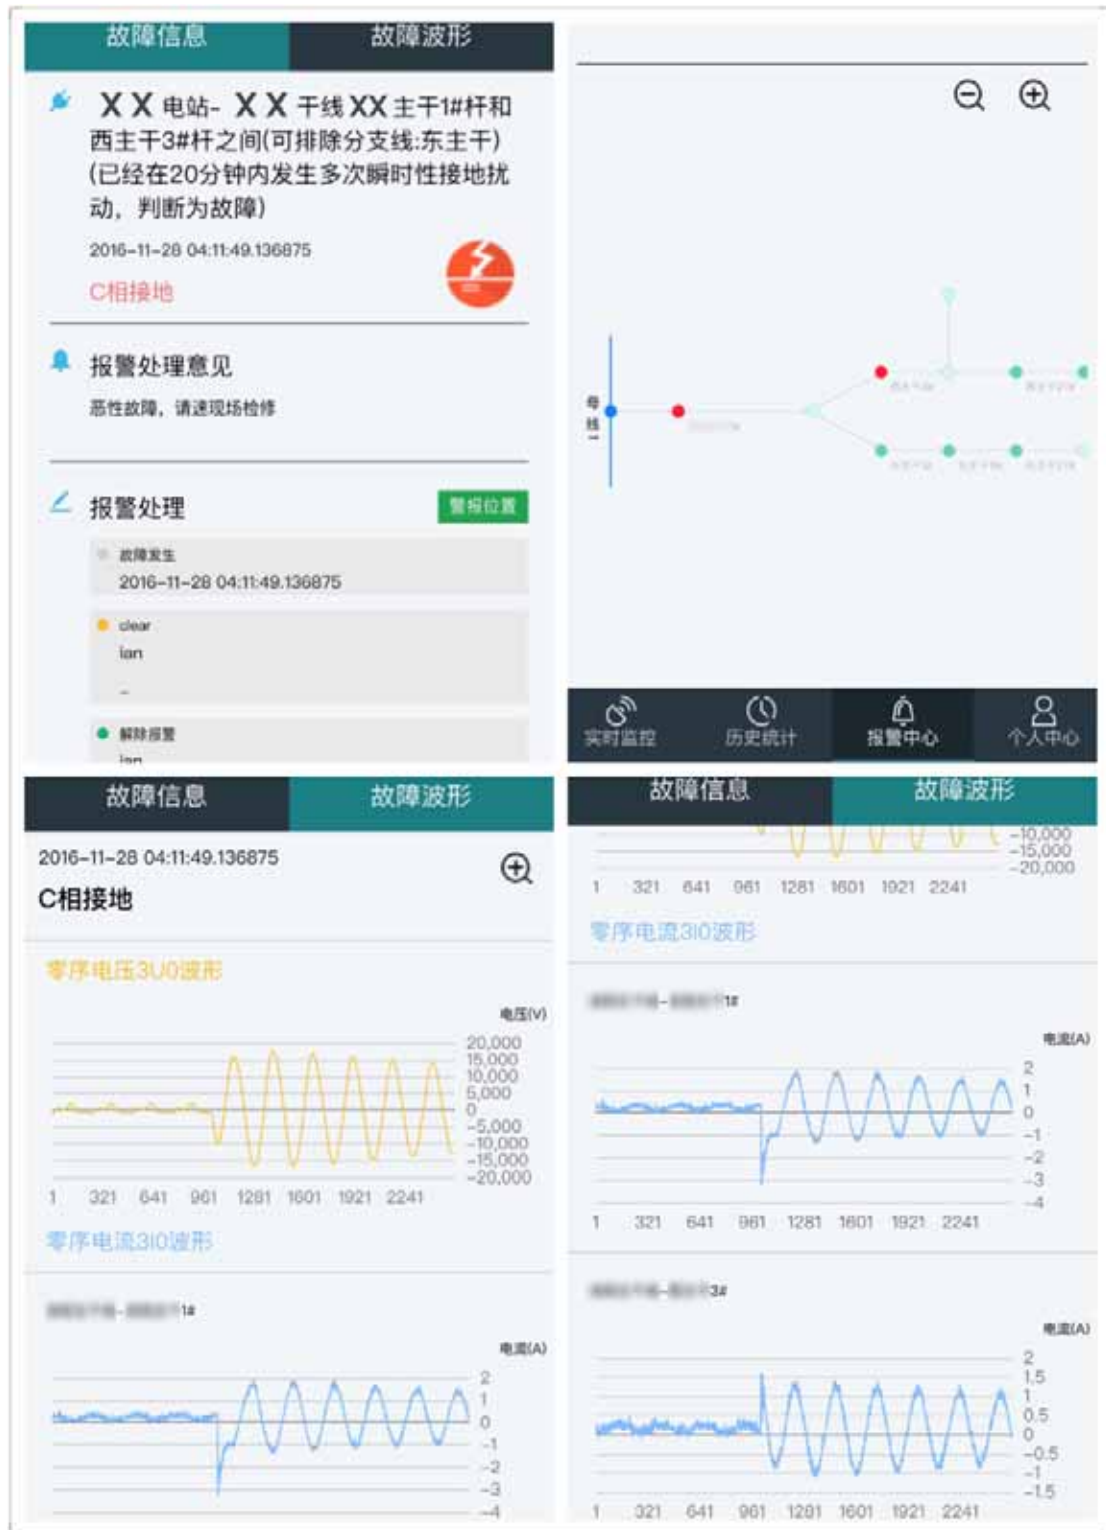 故障信息
故障波形
XX电站- XX干线XX主干1#杆和
西主干3#杆之间(可排除分支线:东主干)
(已经在20分钟内发生多次瞬时性接地扰
动，判断为故障)
2016-11-28 04:11:49.136875
C相接地
报警处理意见
恶性故障，请速现场检修
报警处理
警报位置
故障发生
2016-11-28 04:11:49.136875
clear
ian
-
解除报警
ian
母线1
实时监控
历史统计
报警中心
个人中心
故障信息
故障波形
2016-11-28 04:11:49.136875
C相接地
零序电压3U0波形
电压(V)
20,000
15,000
10,000
5,000
0
-5,000
-10,000
-15,000
-20,000
1 321 641 961 1281 1601 1921 2241
零序电流3I0波形
1#
电流(A)
2
1
0
-1
-2
-3
-4
故障信息
故障波形
-10,000
-15,000
-20,000
1 321 641 961 1281 1601 1921 2241
零序电流3I0波形
1#
电流(A)
2
1
0
-1
-2
-3
-4
1 321 641 961 1281 1601 1921 2241
3#
电流(A)
2
1.5
1
0.5
0
-0.5
-1
-1.5
1 321 641 961 1281 1601 1921 2241